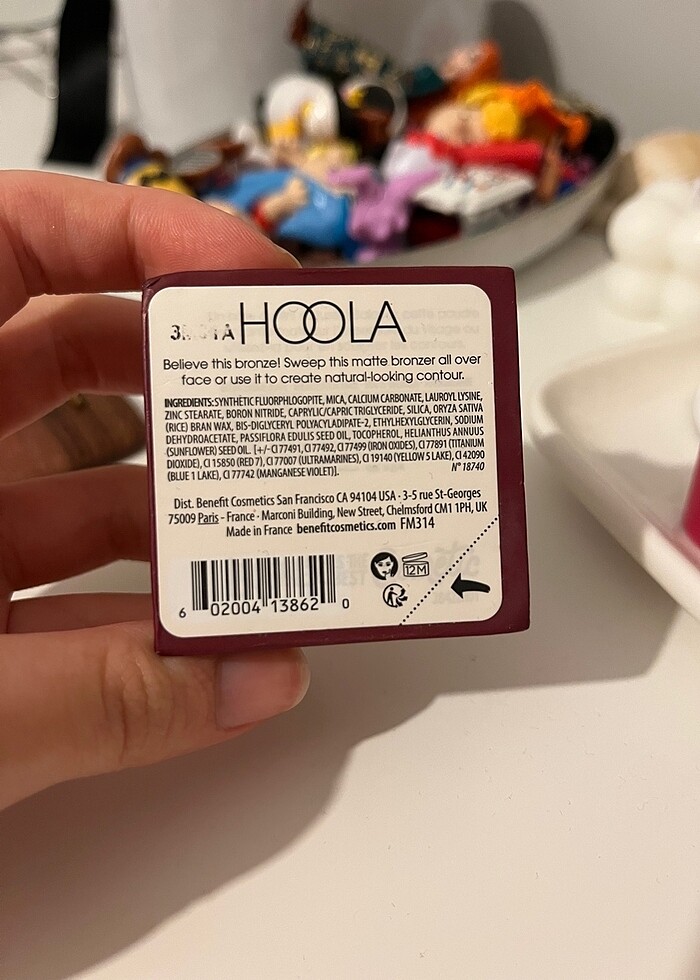 HOOLA
Believe this bronze! Sweep this matte bronzer all over
face or use it to create natural-looking contour.
INGREDIENTS: SYNTHETIC FLUORPHLOGOPITE, MICA, CALCIUM CARBONATE, LAUROYL LYSINE,
ZINC STEARATE, BORON NITRIDE, CAPRYLIC/CAPRIC TRIGLYCERIDE, SILICA, ORYZA SATIVA
(RICE) BRAN WAX, BIS-DIGLYCERYL POLYACYLADIPATE-2, ETHYLHEXYLGLYCERIN, SODIUM
DEHYDROACETATE, PASSIFLORA EDULIS SEED OIL, TOCOPHEROL, HELIANTHUS ANNUUS
(SUNFLOWER) SEED OIL. [+/- CI 77491, CI 77492, CI 77499 (IRON OXIDES), CI 77891 (TITANIUM
DIOXIDE), CI 15850 (RED 7), CI 77007 (ULTRAMARINES), CI 19140 (YELLOW 5 LAKE), CI 42090
(BLUE 1 LAKE), CI 77742 (MANGANESE VIOLET)].
N° 18740
Dist. Benefit Cosmetics San Francisco CA 94104 USA - 3-5 rue St-Georges
75009 Paris - France - Marconi Building, New Street, Chelmsford CM1 1PH, UK
Made in France benefitcosmetics.com FM314
12M
6 02004 13862 0